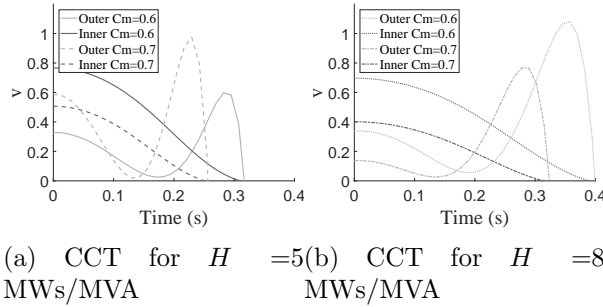 Outer Cm=0.6
Inner Cm=0.6
Outer Cm=0.7
Inner Cm=0.7
1
0.8
0.6
0.4
0.2
0
v
0 0.1 0.2 0.3 0.4
Time (s)
Outer Cm=0.6
Inner Cm=0.6
Outer Cm=0.7
Inner Cm=0.7
1
0.8
0.6
0.4
0.2
0
v
0 0.1 0.2 0.3 0.4
Time (s)
(a) CCT for H =5
MWs/MVA
(b) CCT for H =8
MWs/MVA